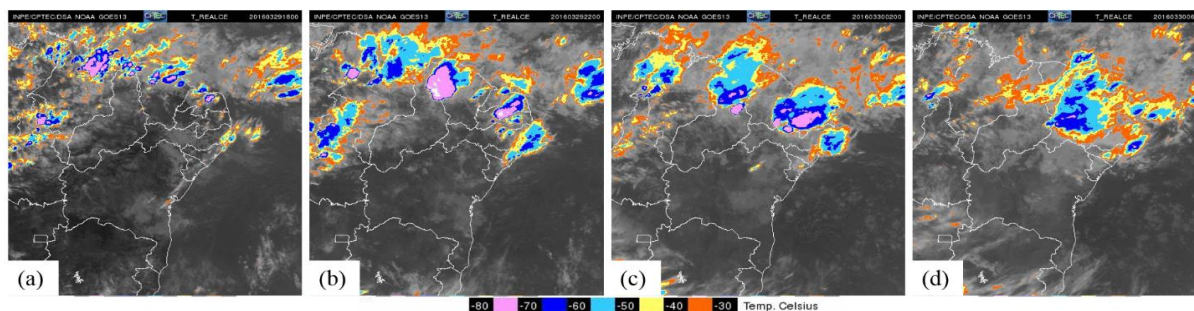 INPE/CPTEC/DSA NOAA GOES13 CPTEC T_REALCE 201603291800
(a)
INPE/CPTEC/DSA NOAA GOES13 CPTEC T_REALCE 201603292200
(b)
INPE/CPTEC/DSA NOAA GOES13 CPTEC T_REALCE 201603300200
(c)
INPE/CPTEC/DSA NOAA GOES13 CPTEC T_REALCE
(d)
-80 -70 -60 -50 -40 -30 Temp. Celsius